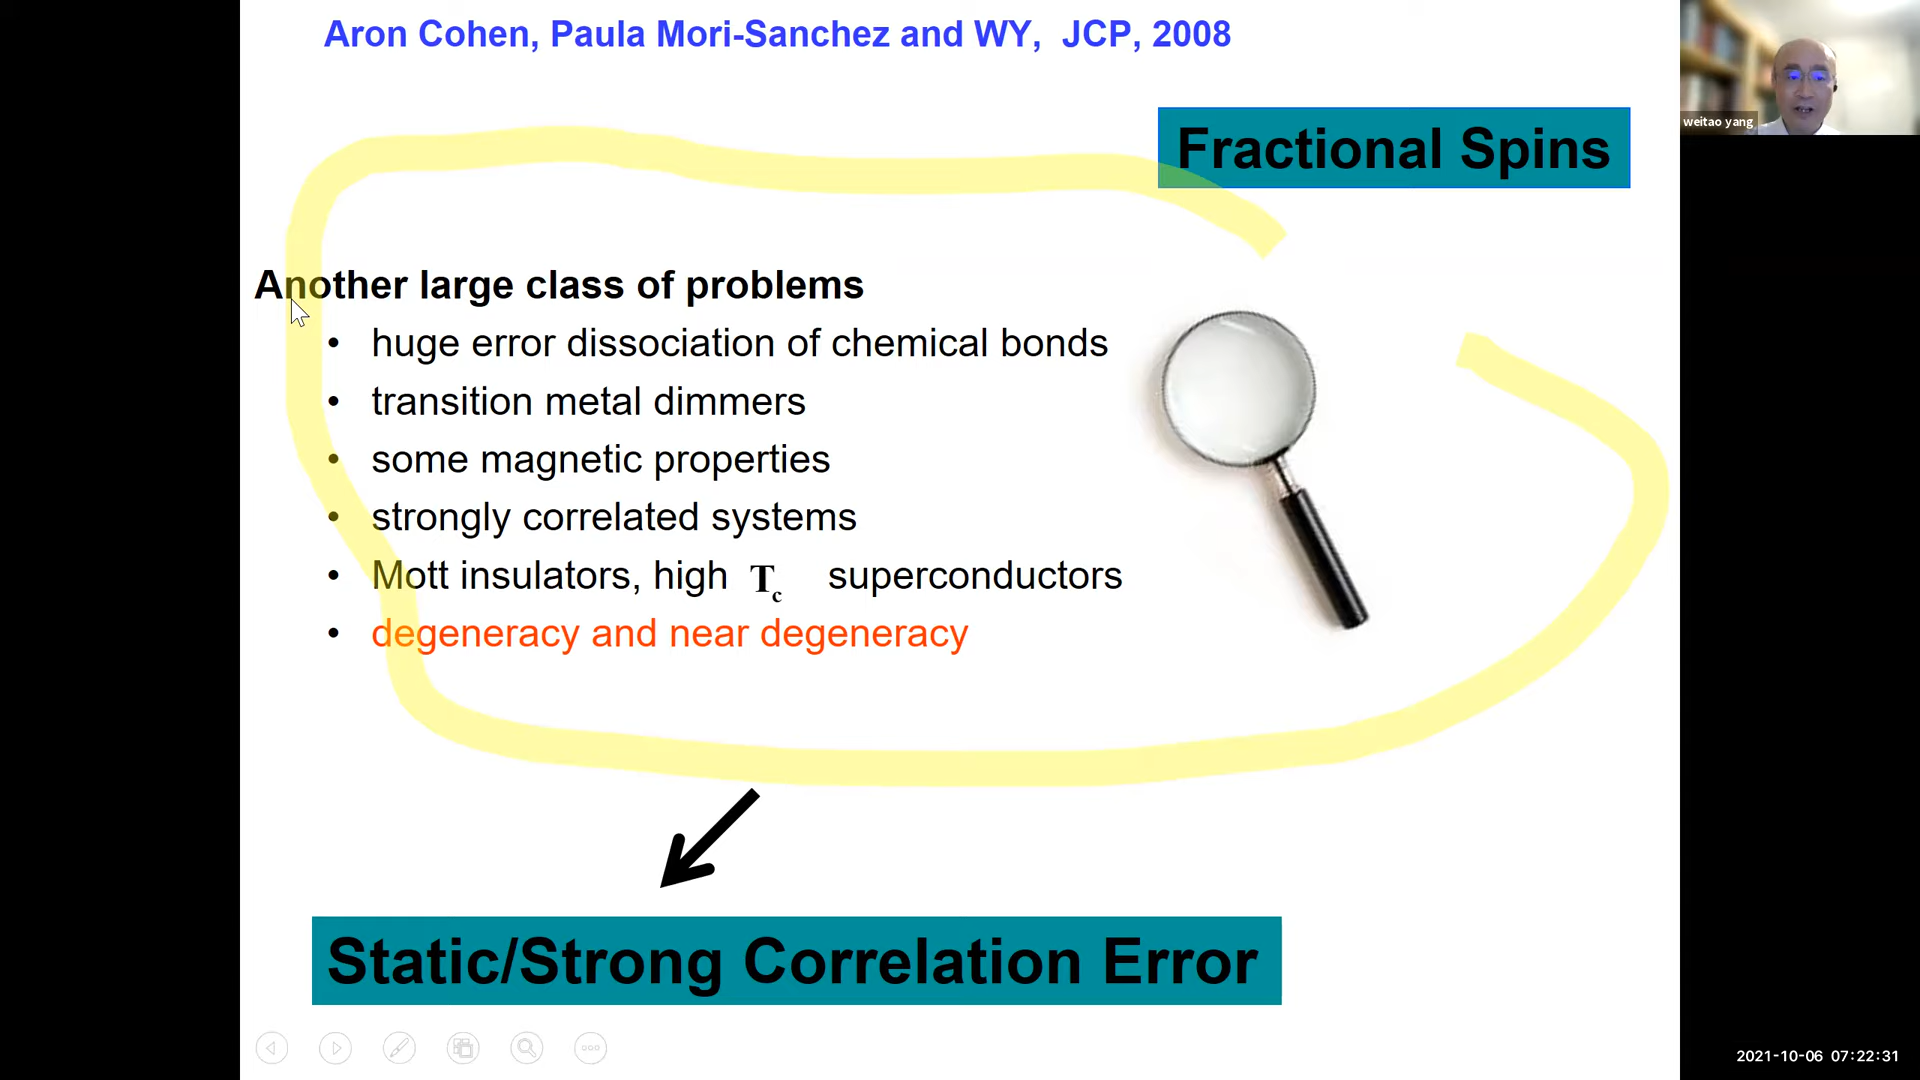 Aron Cohen, Paula Mori-Sanchez and WY, JCP, 2008
weitao yang
Fractional Spins
Another large class of problems
• huge error dissociation of chemical bonds
• transition metal dimmers
• some magnetic properties
• strongly correlated systems
• Mott insulators, high Tc superconductors
• degeneracy and near degeneracy
Static/Strong Correlation Error
2021-10-06 07:22:31